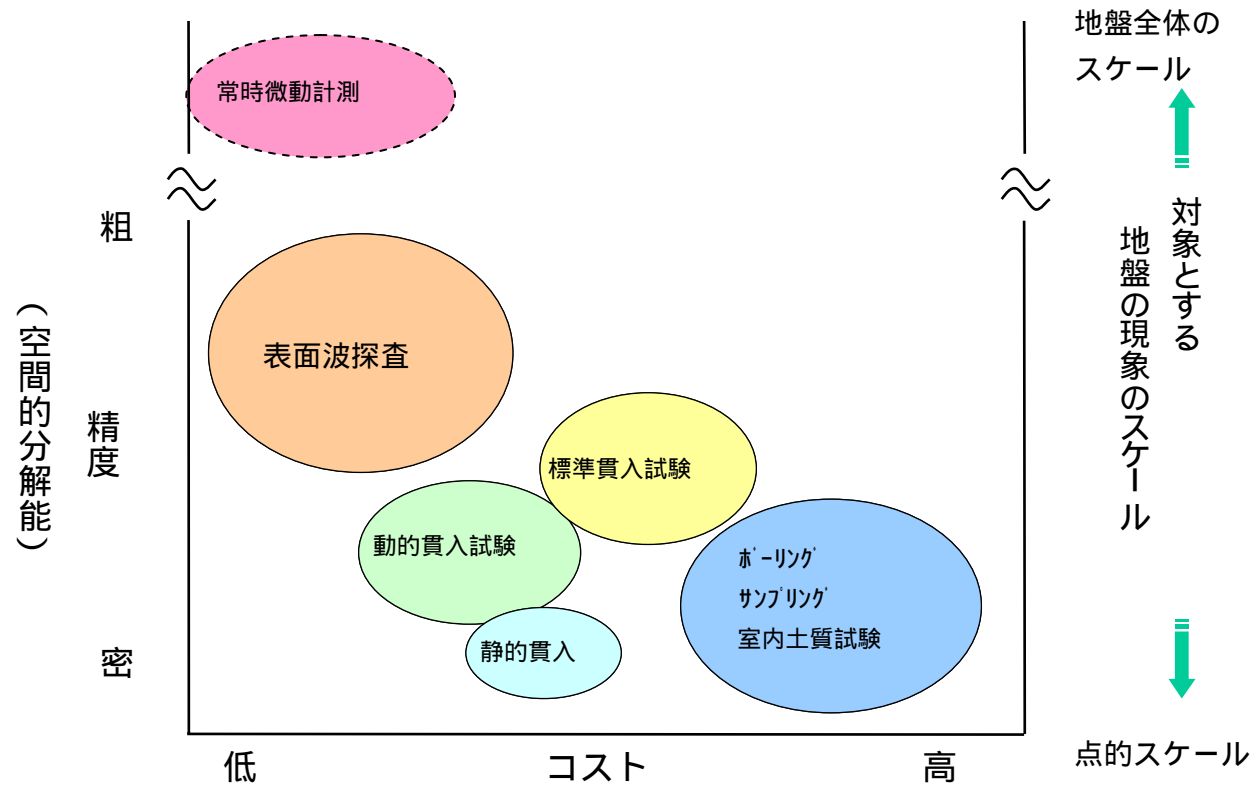 地盤全体の
スケール
常時微動計測
粗
対象とする
地盤の現象のスケール
(空間的分解能)
精度
表面波探査
標準貫入試験
動的貫入試験
ﾎﾞｰﾘﾝｸﾞ
ｻﾝﾌﾟﾘﾝｸﾞ
室内土質試験
静的貫入
密
低
コスト
高
点的スケール